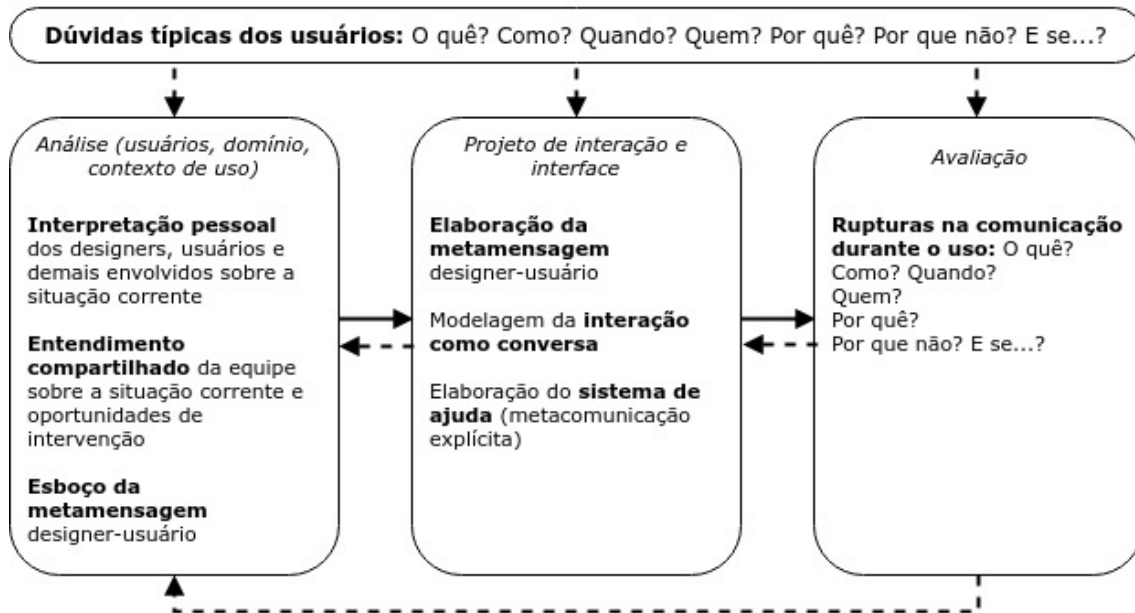 Dúvidas típicas dos usuários: O quê? Como? Quando? Quem? Por quê? Por que não? E se...?
Análise (usuários, domínio,
contexto de uso)
Interpretação pessoal
dos designers, usuários e
demais envolvidos sobre a
situação corrente
Entendimento
compartilhado da equipe
sobre a situação corrente e
oportunidades de
intervenção
Esboço da
metamensagem
designer-usuário
Projeto de interação e
interface
Elaboração da
metamensagem
designer-usuário
Modelagem da interação
como conversa
Elaboração do sistema de
ajuda (metacomunicação
explícita)
Avaliação
Rupturas na comunicação
durante o uso: O quê?
Como? Quando?
Quem?
Por quê?
Por que não? E se...?